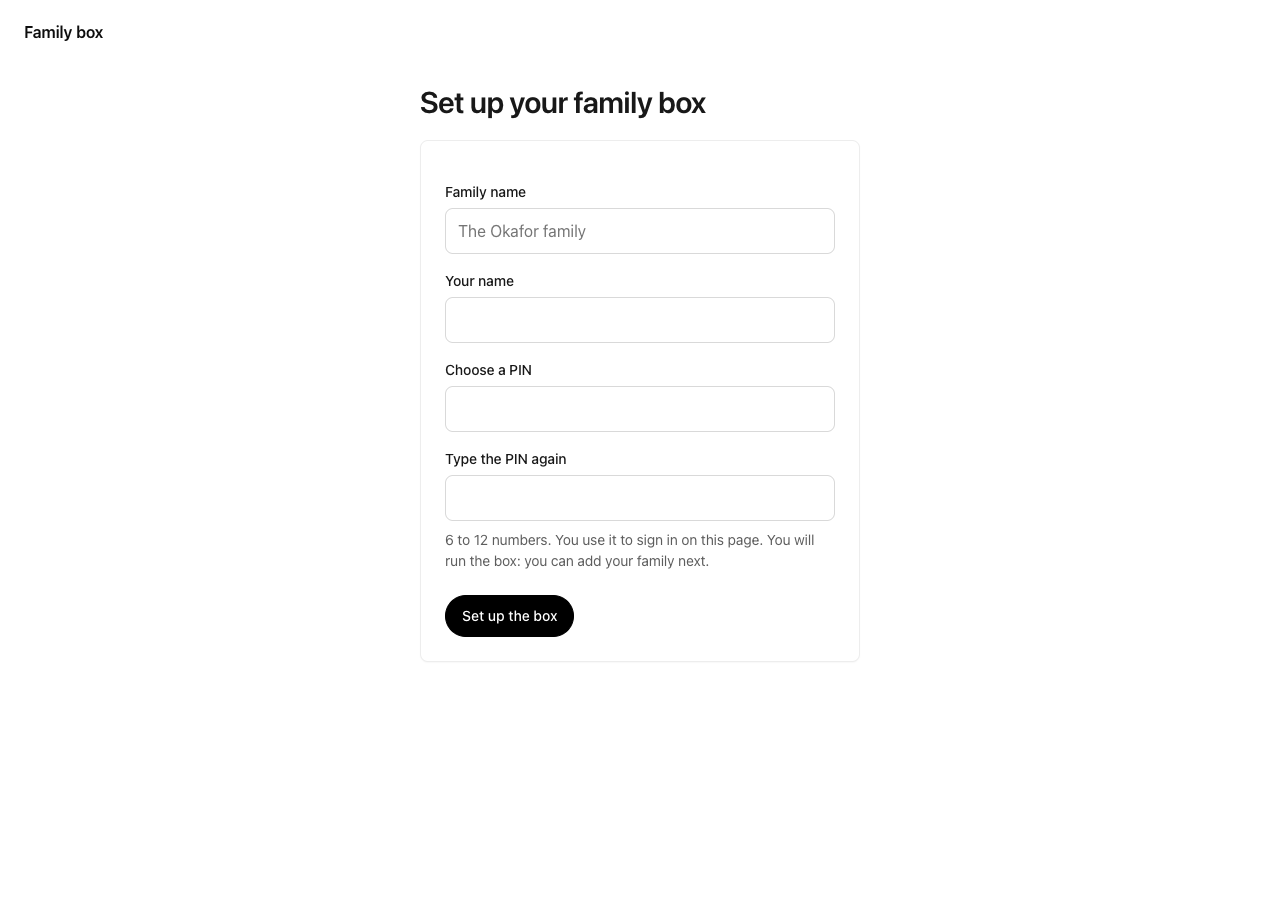 Family box
Set up your family box
Family name
The Okafor family
Your name
Choose a PIN
Type the PIN again
6 to 12 numbers. You use it to sign in on this page. You will
run the box: you can add your family next.
Set up the box